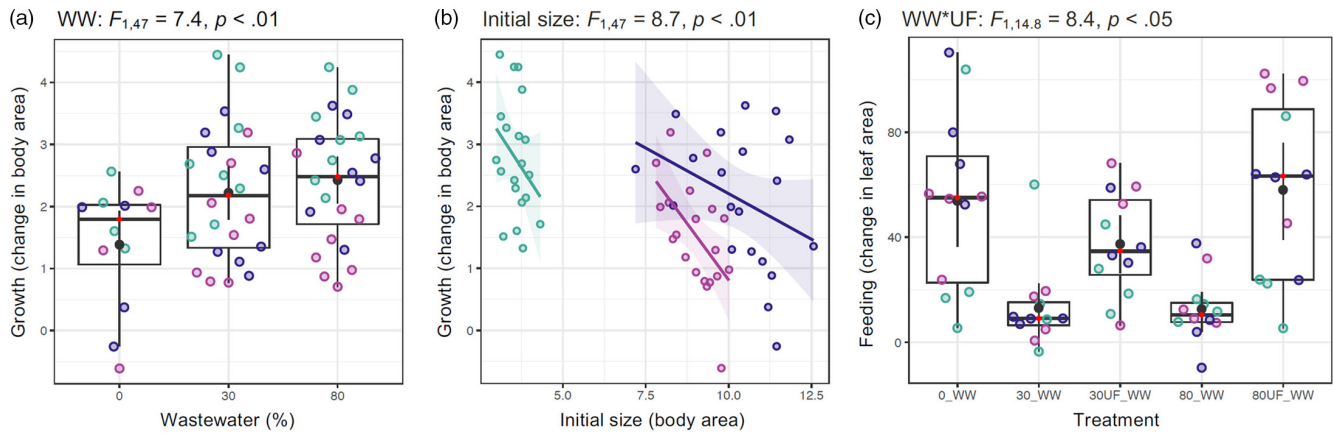 (a) WW: F1,47 = 7.4, p < .01
Growth (change in body area)
4
3
2
1
0
0 30 80
Wastewater (%)
(b) Initial size: F1,47 = 8.7, p < .01
Growth (change in body area)
4
3
2
1
0
5.0 7.5 10.0 12.5
Initial size (body area)
(c) WW*UF: F1,14.8 = 8.4, p < .05
Feeding (change in leaf area)
80
40
0
0_WW 30_WW 30UF_WW 80_WW 80UF_WW
Treatment